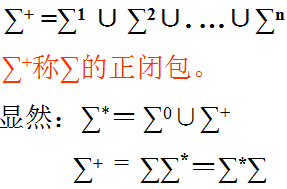 ∑⁺ =∑¹ ∪ ∑²∪. …∪∑ⁿ
∑⁺称∑的正闭包。
显然：∑*＝ ∑⁰∪∑⁺
∑⁺ ＝ ∑∑*＝∑*∑